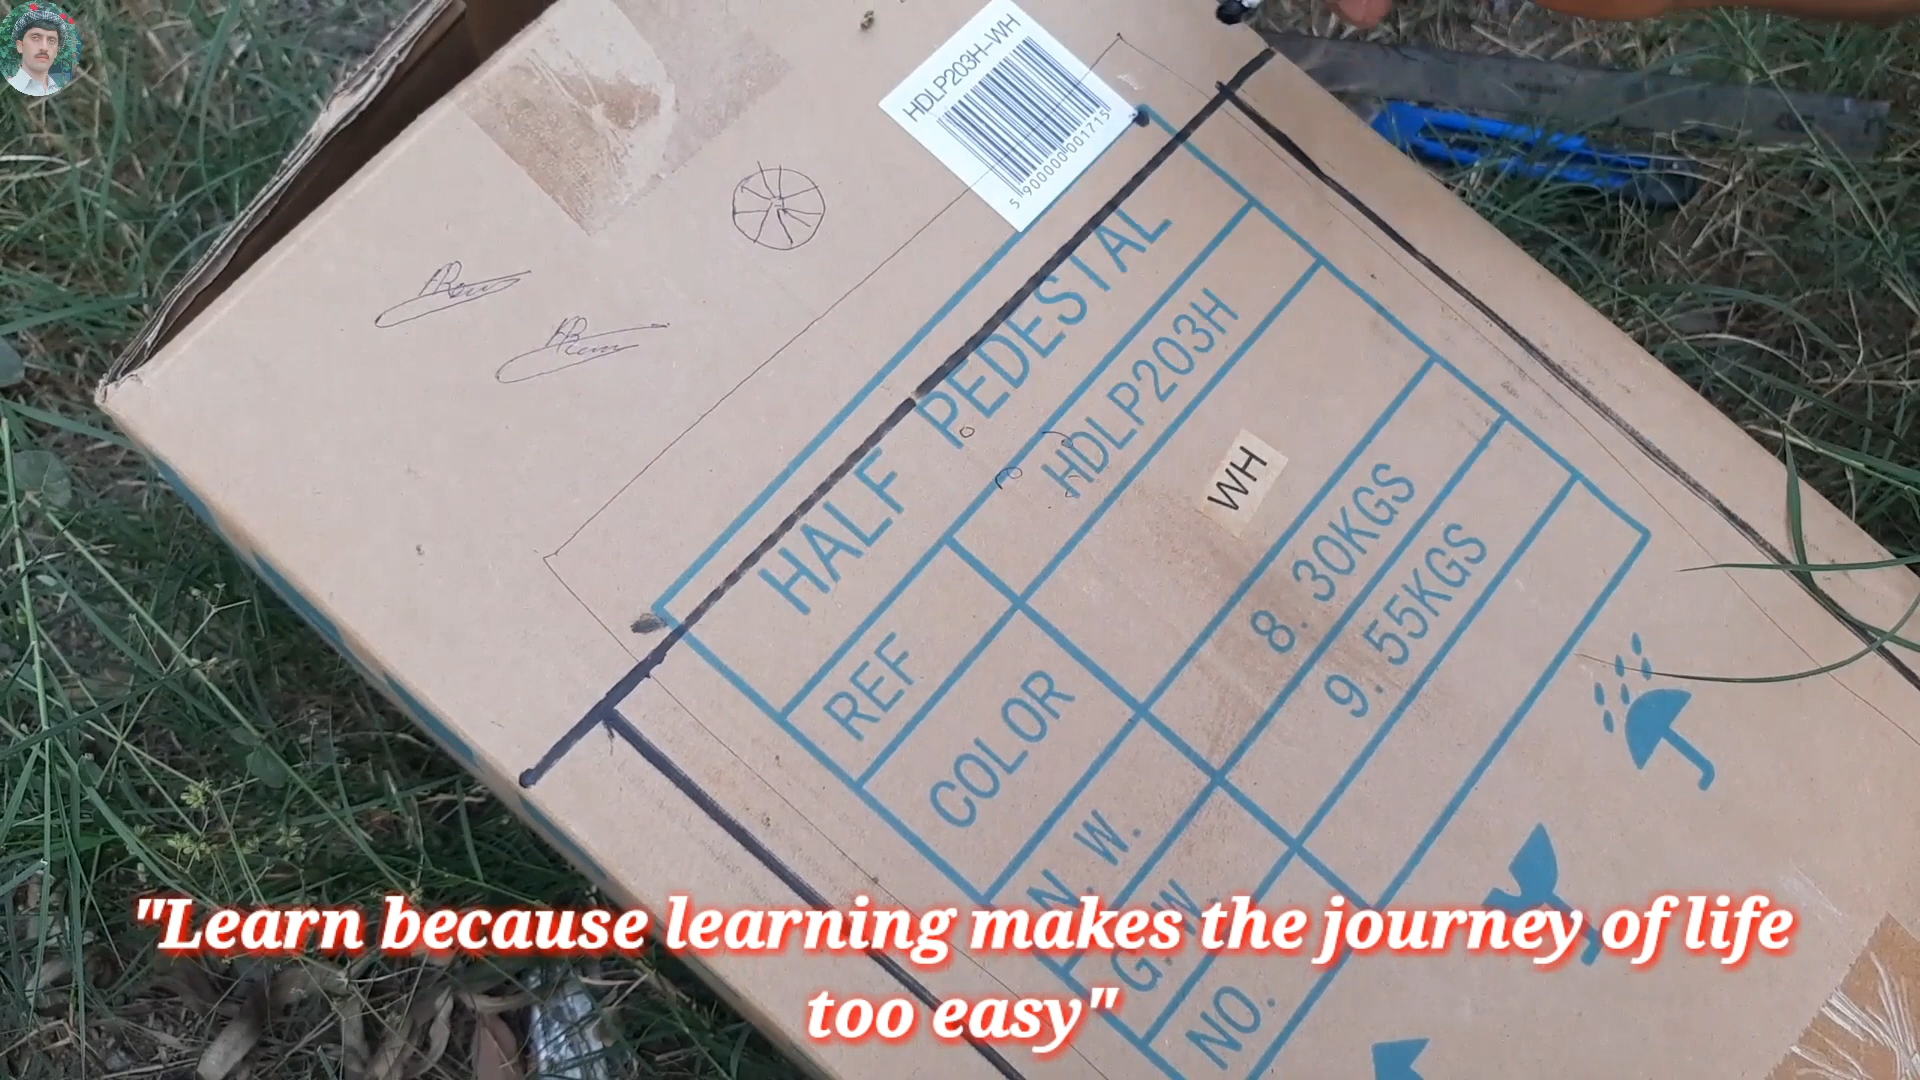 HDLP203H-WH
5 900000 001715
HALF PEDESTAL
REF HDLP203H
COLOR WH
N. W. 8. 30KGS
G. W. 9. 55KGS
NO.
"Learn because learning makes the journey of life
too easy"